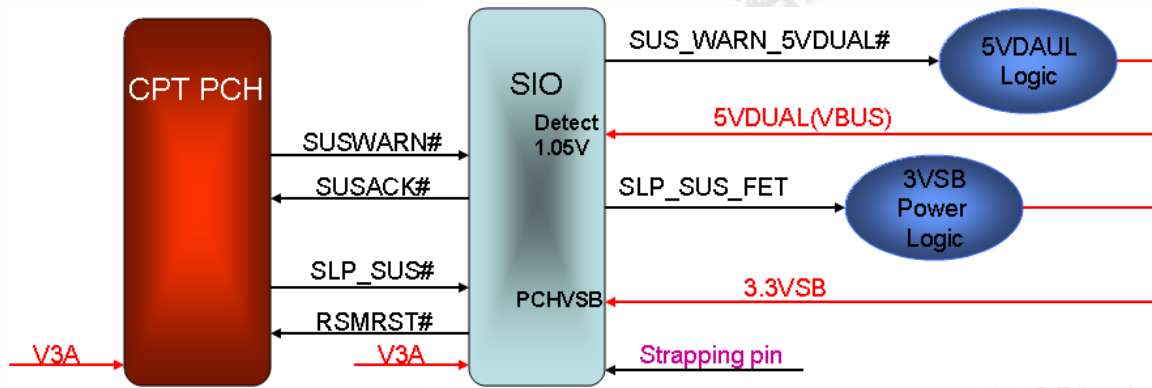 CPT PCH
SUSWARN#
SUSACK#
SLP_SUS#
RSMRST#
V3A
SIO
Detect
1.05V
PCHVSB
V3A
SUS_WARN_5VDUAL#
5VDAUL
Logic
5VDUAL(VBUS)
SLP_SUS_FET
3VSB
Power
Logic
3.3VSB
Strapping pin